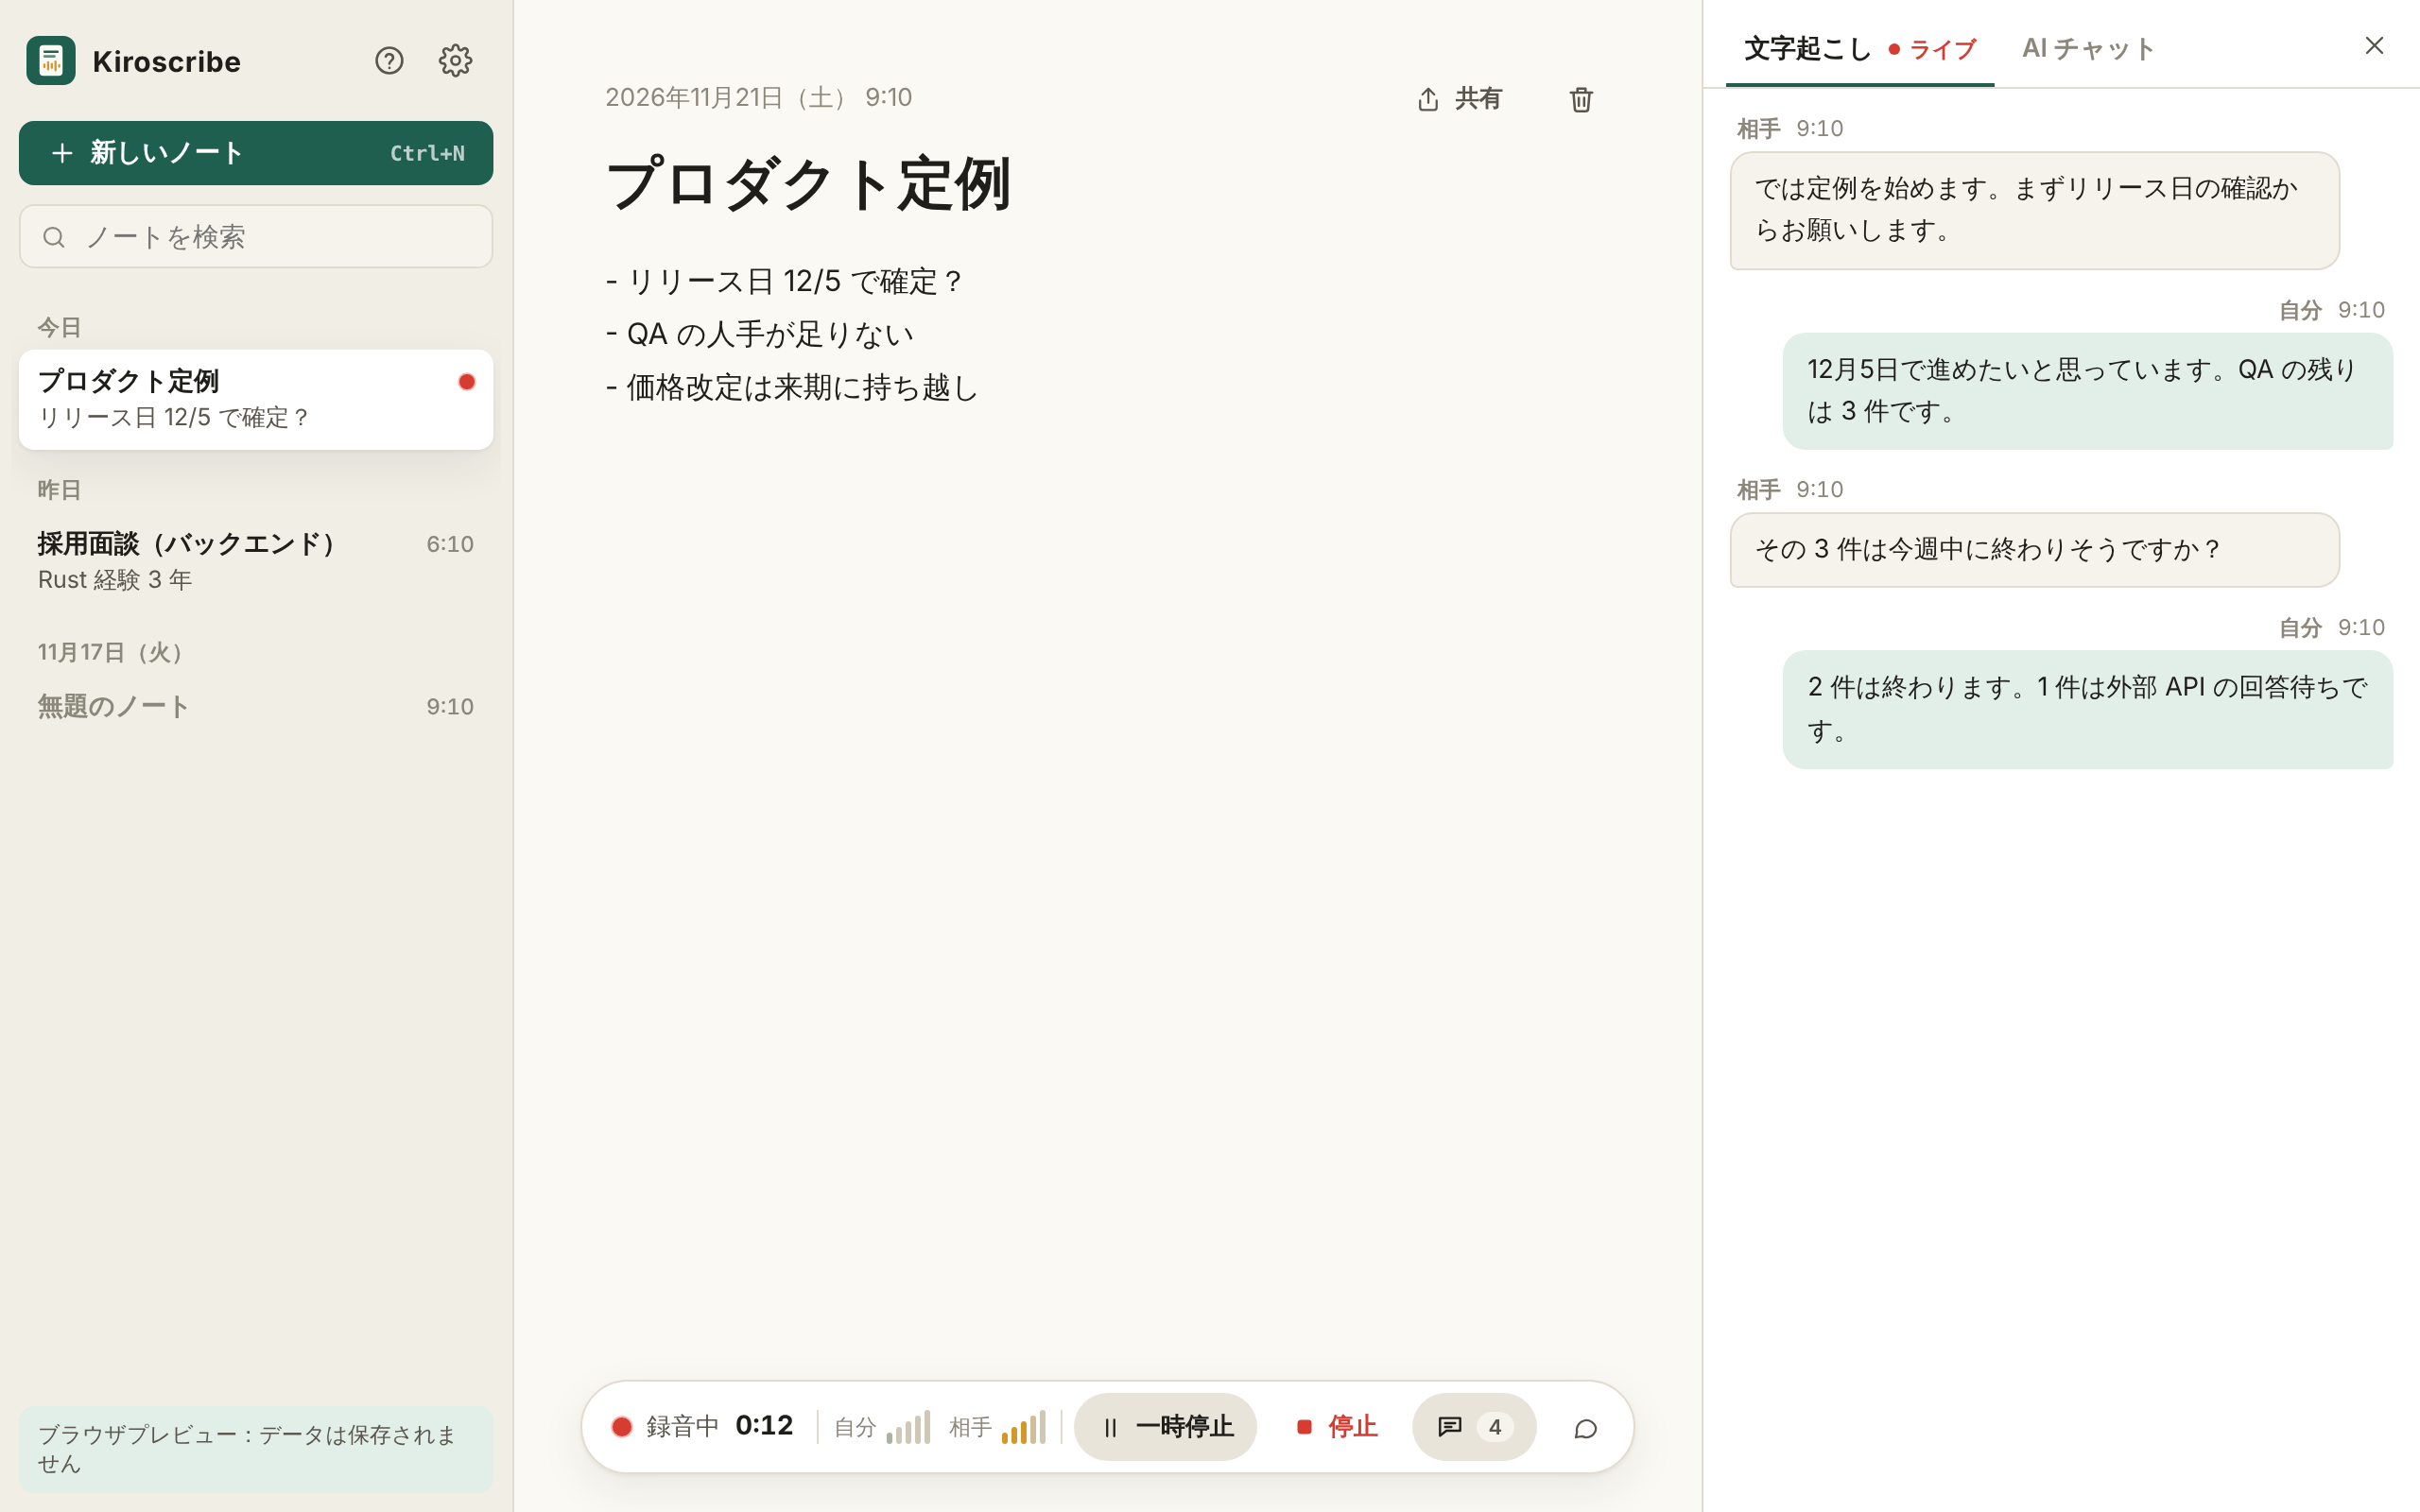 Kiroscribe
新しいノート Ctrl+N
ノートを検索
今日
プロダクト定例
リリース日 12/5 で確定？
昨日
採用面談（バックエンド） 6:10
Rust 経験 3 年
11月17日（火）
無題のノート 9:10
ブラウザプレビュー：データは保存されま
せん
2026年11月21日（土） 9:10
共有
プロダクト定例
- リリース日 12/5 で確定？
- QA の人手が足りない
- 価格改定は来期に持ち越し
録音中 0:12 自分 相手 一時停止 停止 4
文字起こし ライブ AI チャット
相手 9:10
では定例を始めます。まずリリース日の確認か
らお願いします。
自分 9:10
12月5日で進めたいと思っています。QA の残り
は 3 件です。
相手 9:10
その 3 件は今週中に終わりそうですか？
自分 9:10
2 件は終わります。1 件は外部 API の回答待ちで
す。